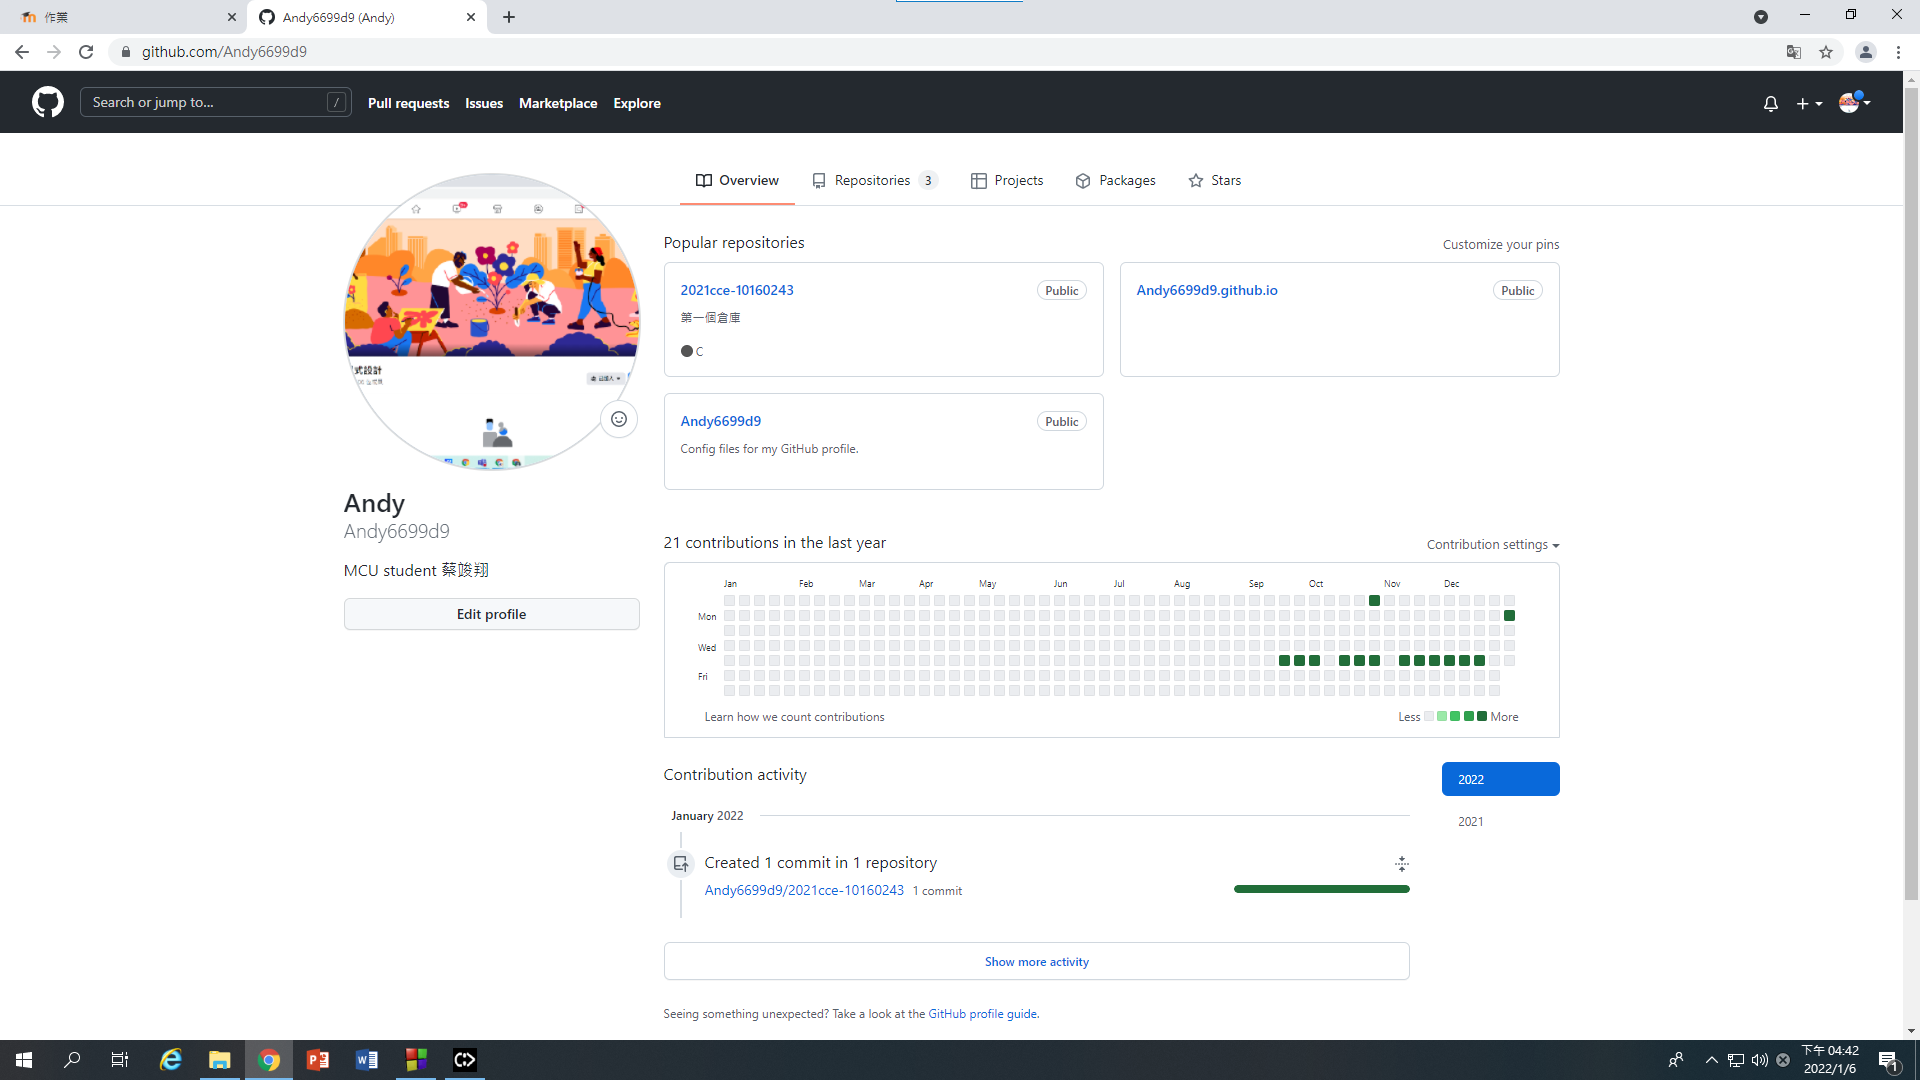 作業
Andy6699d9 (Andy)
github.com/Andy6699d9
Search or jump to...
/
Pull requests
Issues
Marketplace
Explore
Overview
Repositories 3
Projects
Packages
Stars
Popular repositories
Customize your pins
2021cce-10160243
Public
第一個倉庫
C
Andy6699d9.github.io
Public
Andy6699d9
Public
Config files for my GitHub profile.
Andy
Andy6699d9
MCU student 蔡竣翔
Edit profile
21 contributions in the last year
Contribution settings
Jan Feb Mar Apr May Jun Jul Aug Sep Oct Nov Dec
Mon
Wed
Fri
Learn how we count contributions
Less More
Contribution activity
2022
2021
January 2022
Created 1 commit in 1 repository
Andy6699d9/2021cce-10160243 1 commit
Show more activity
Seeing something unexpected? Take a look at the GitHub profile guide.
下午 04:42
2022/1/6
1